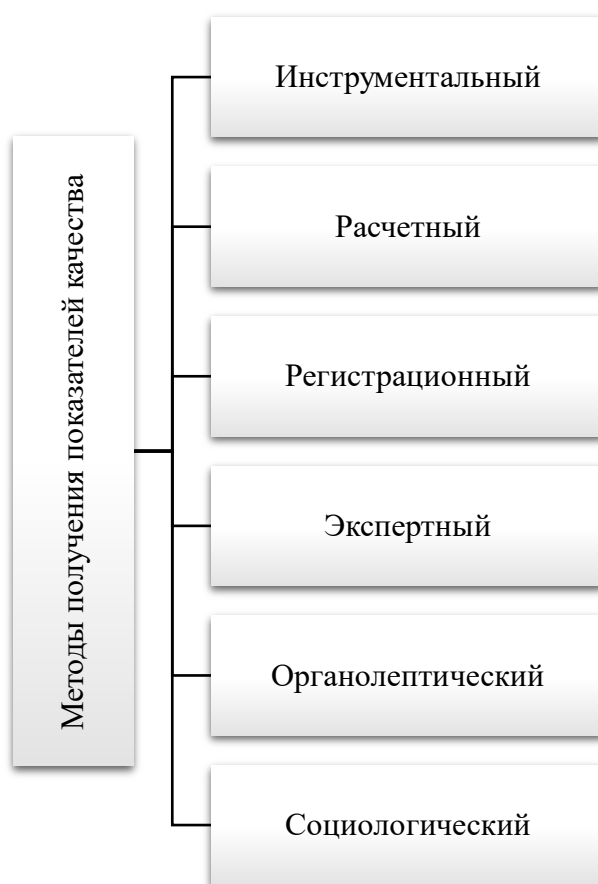 Методы получения показателей качества
Инструментальный
Расчетный
Регистрационный
Экспертный
Органолептический
Социологический